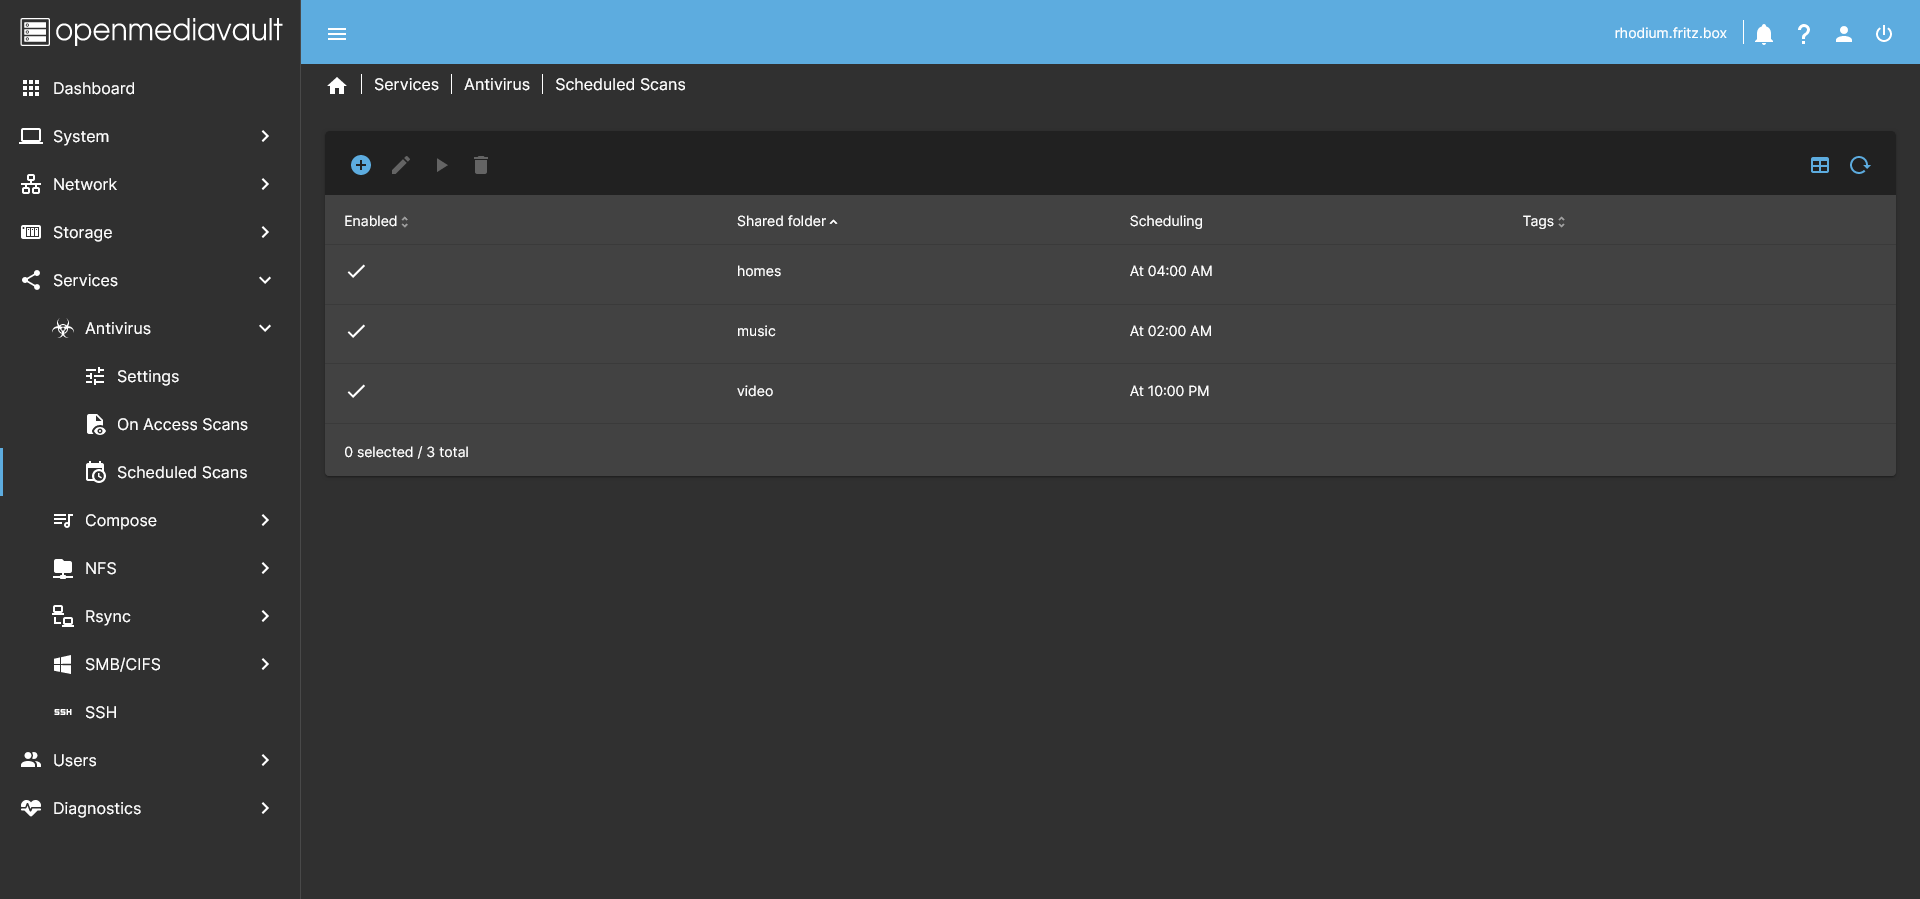 openmediavault
rhodium.fritz.box
Dashboard
System
Network
Storage
Services
Antivirus
Settings
On Access Scans
Scheduled Scans
Compose
NFS
Rsync
SMB/CIFS
SSH SSH
Users
Diagnostics
Services Antivirus Scheduled Scans
Enabled Shared folder Scheduling Tags
homes At 04:00 AM
music At 02:00 AM
video At 10:00 PM
0 selected / 3 total